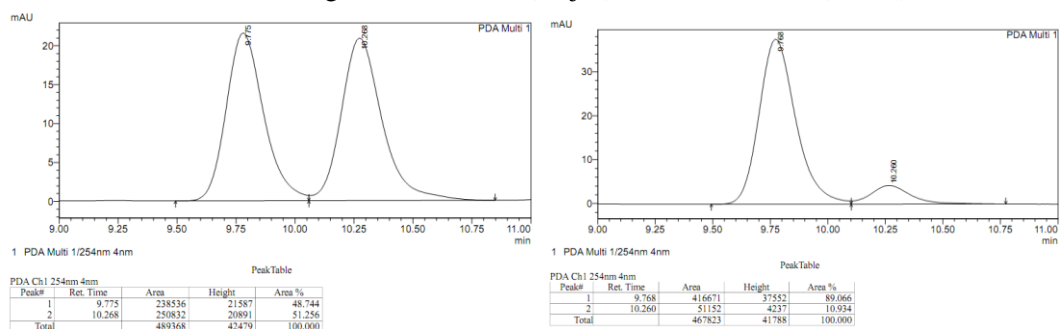 mAU
PDA Multi 1
9.775
10.268
20
15
10
5
0
9.00 9.25 9.50 9.75 10.00 10.25 10.50 10.75 11.00
min
1 PDA Multi 1/254nm 4nm
PeakTable
PDA Ch1 254nm 4nm
Peak# Ret. Time Area Height Area %
1 9.775 238536 21587 48.744
2 10.268 250832 20891 51.256
Total 489368 42479 100.000
mAU
PDA Multi 1
9.768
10.260
30
20
10
0
9.00 9.25 9.50 9.75 10.00 10.25 10.50 10.75 11.00
min
1 PDA Multi 1/254nm 4nm
PeakTable
PDA Ch1 254nm 4nm
Peak# Ret. Time Area Height Area %
1 9.768 416671 37552 89.066
2 10.260 51152 4237 10.934
Total 467823 41788 100.000